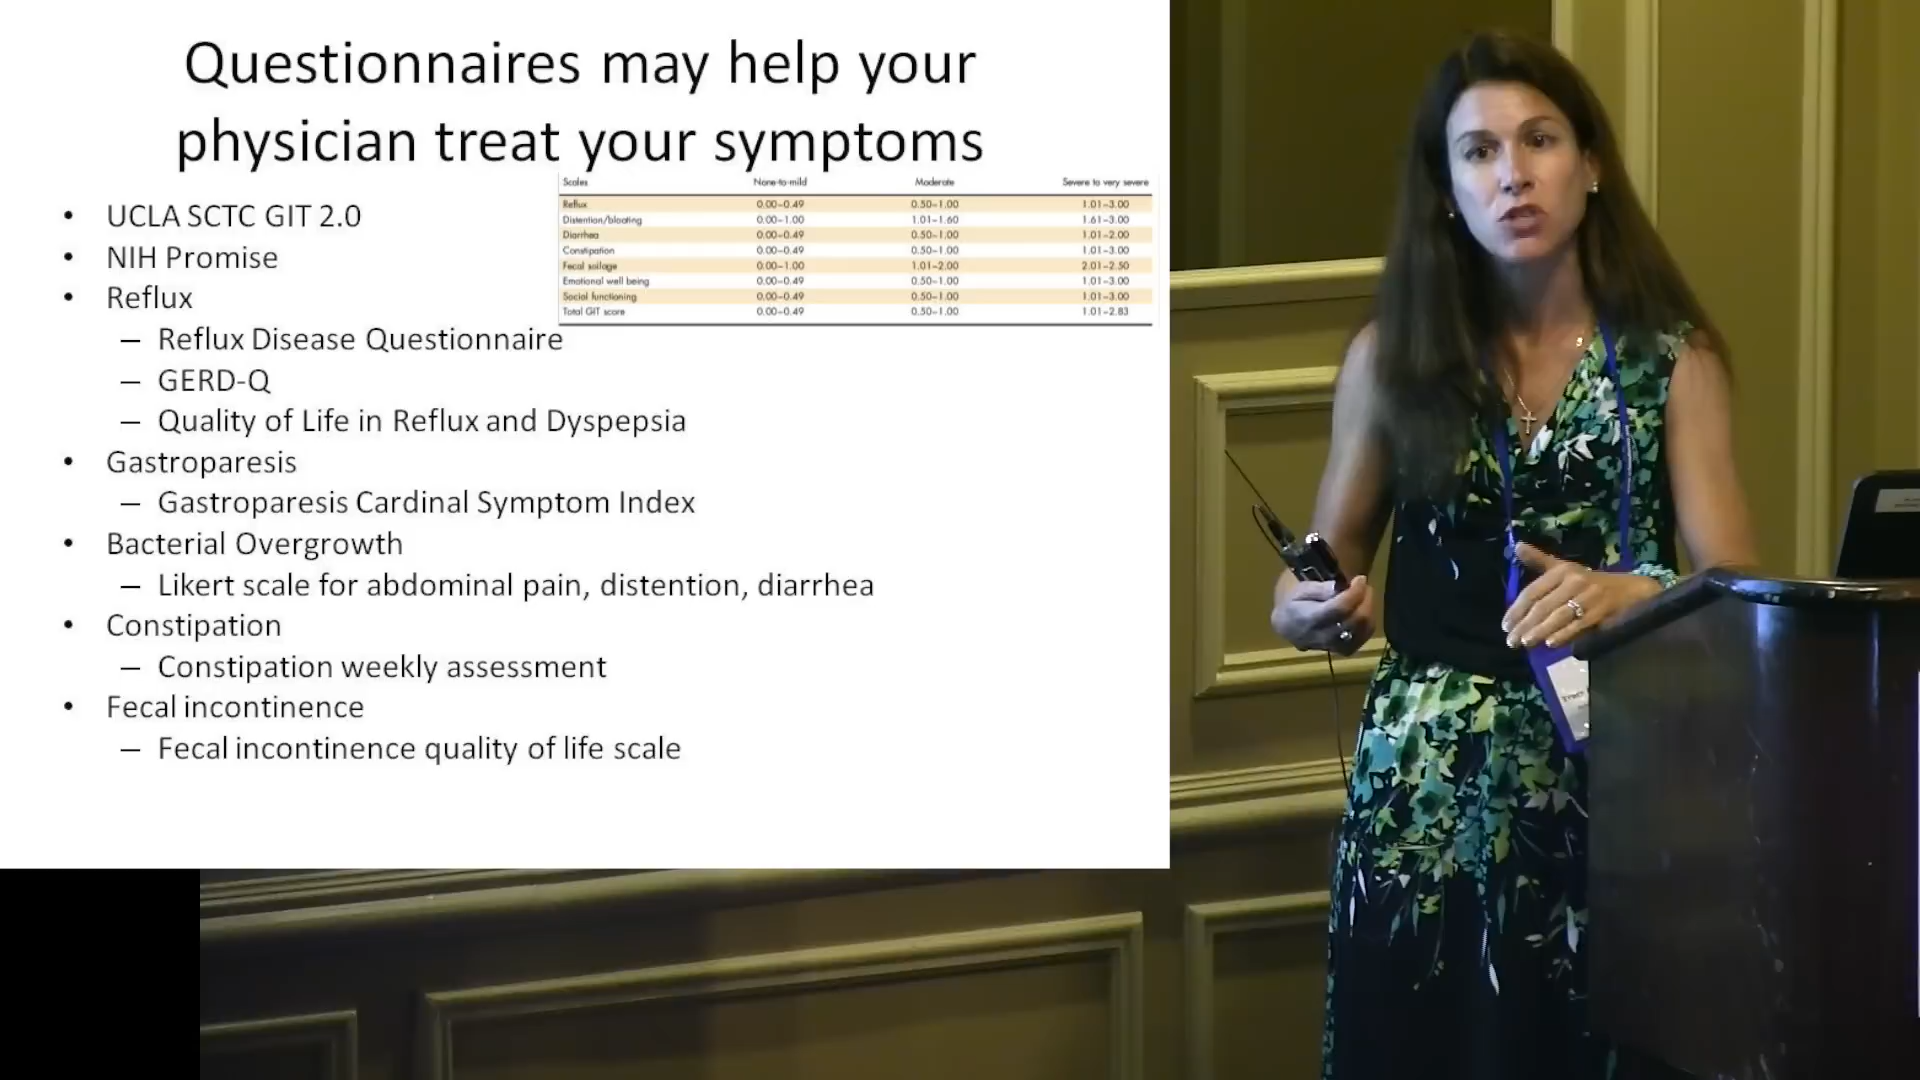 Questionnaires may help your
physician treat your symptoms
• UCLA SCTC GIT 2.0
• NIH Promise
• Reflux
– Reflux Disease Questionnaire
– GERD-Q
– Quality of Life in Reflux and Dyspepsia
• Gastroparesis
– Gastroparesis Cardinal Symptom Index
• Bacterial Overgrowth
– Likert scale for abdominal pain, distention, diarrhea
• Constipation
– Constipation weekly assessment
• Fecal incontinence
– Fecal incontinence quality of life scale
Scales None-to-mild Moderate Severe to very severe
Reflux 0.00–0.49 0.50–1.00 1.01–3.00
Distention/bloating 0.00–1.00 1.01–1.60 1.61–3.00
Diarrhea 0.00–0.49 0.50–1.00 1.01–2.00
Constipation 0.00–0.49 0.50–1.00 1.01–3.00
Fecal soilage 0.00–1.00 1.01–2.00 2.01–2.50
Emotional well being 0.00–0.49 0.50–1.00 1.01–3.00
Social functioning 0.00–0.49 0.50–1.00 1.01–3.00
Total GIT score 0.00–0.49 0.50–1.00 1.01–2.83